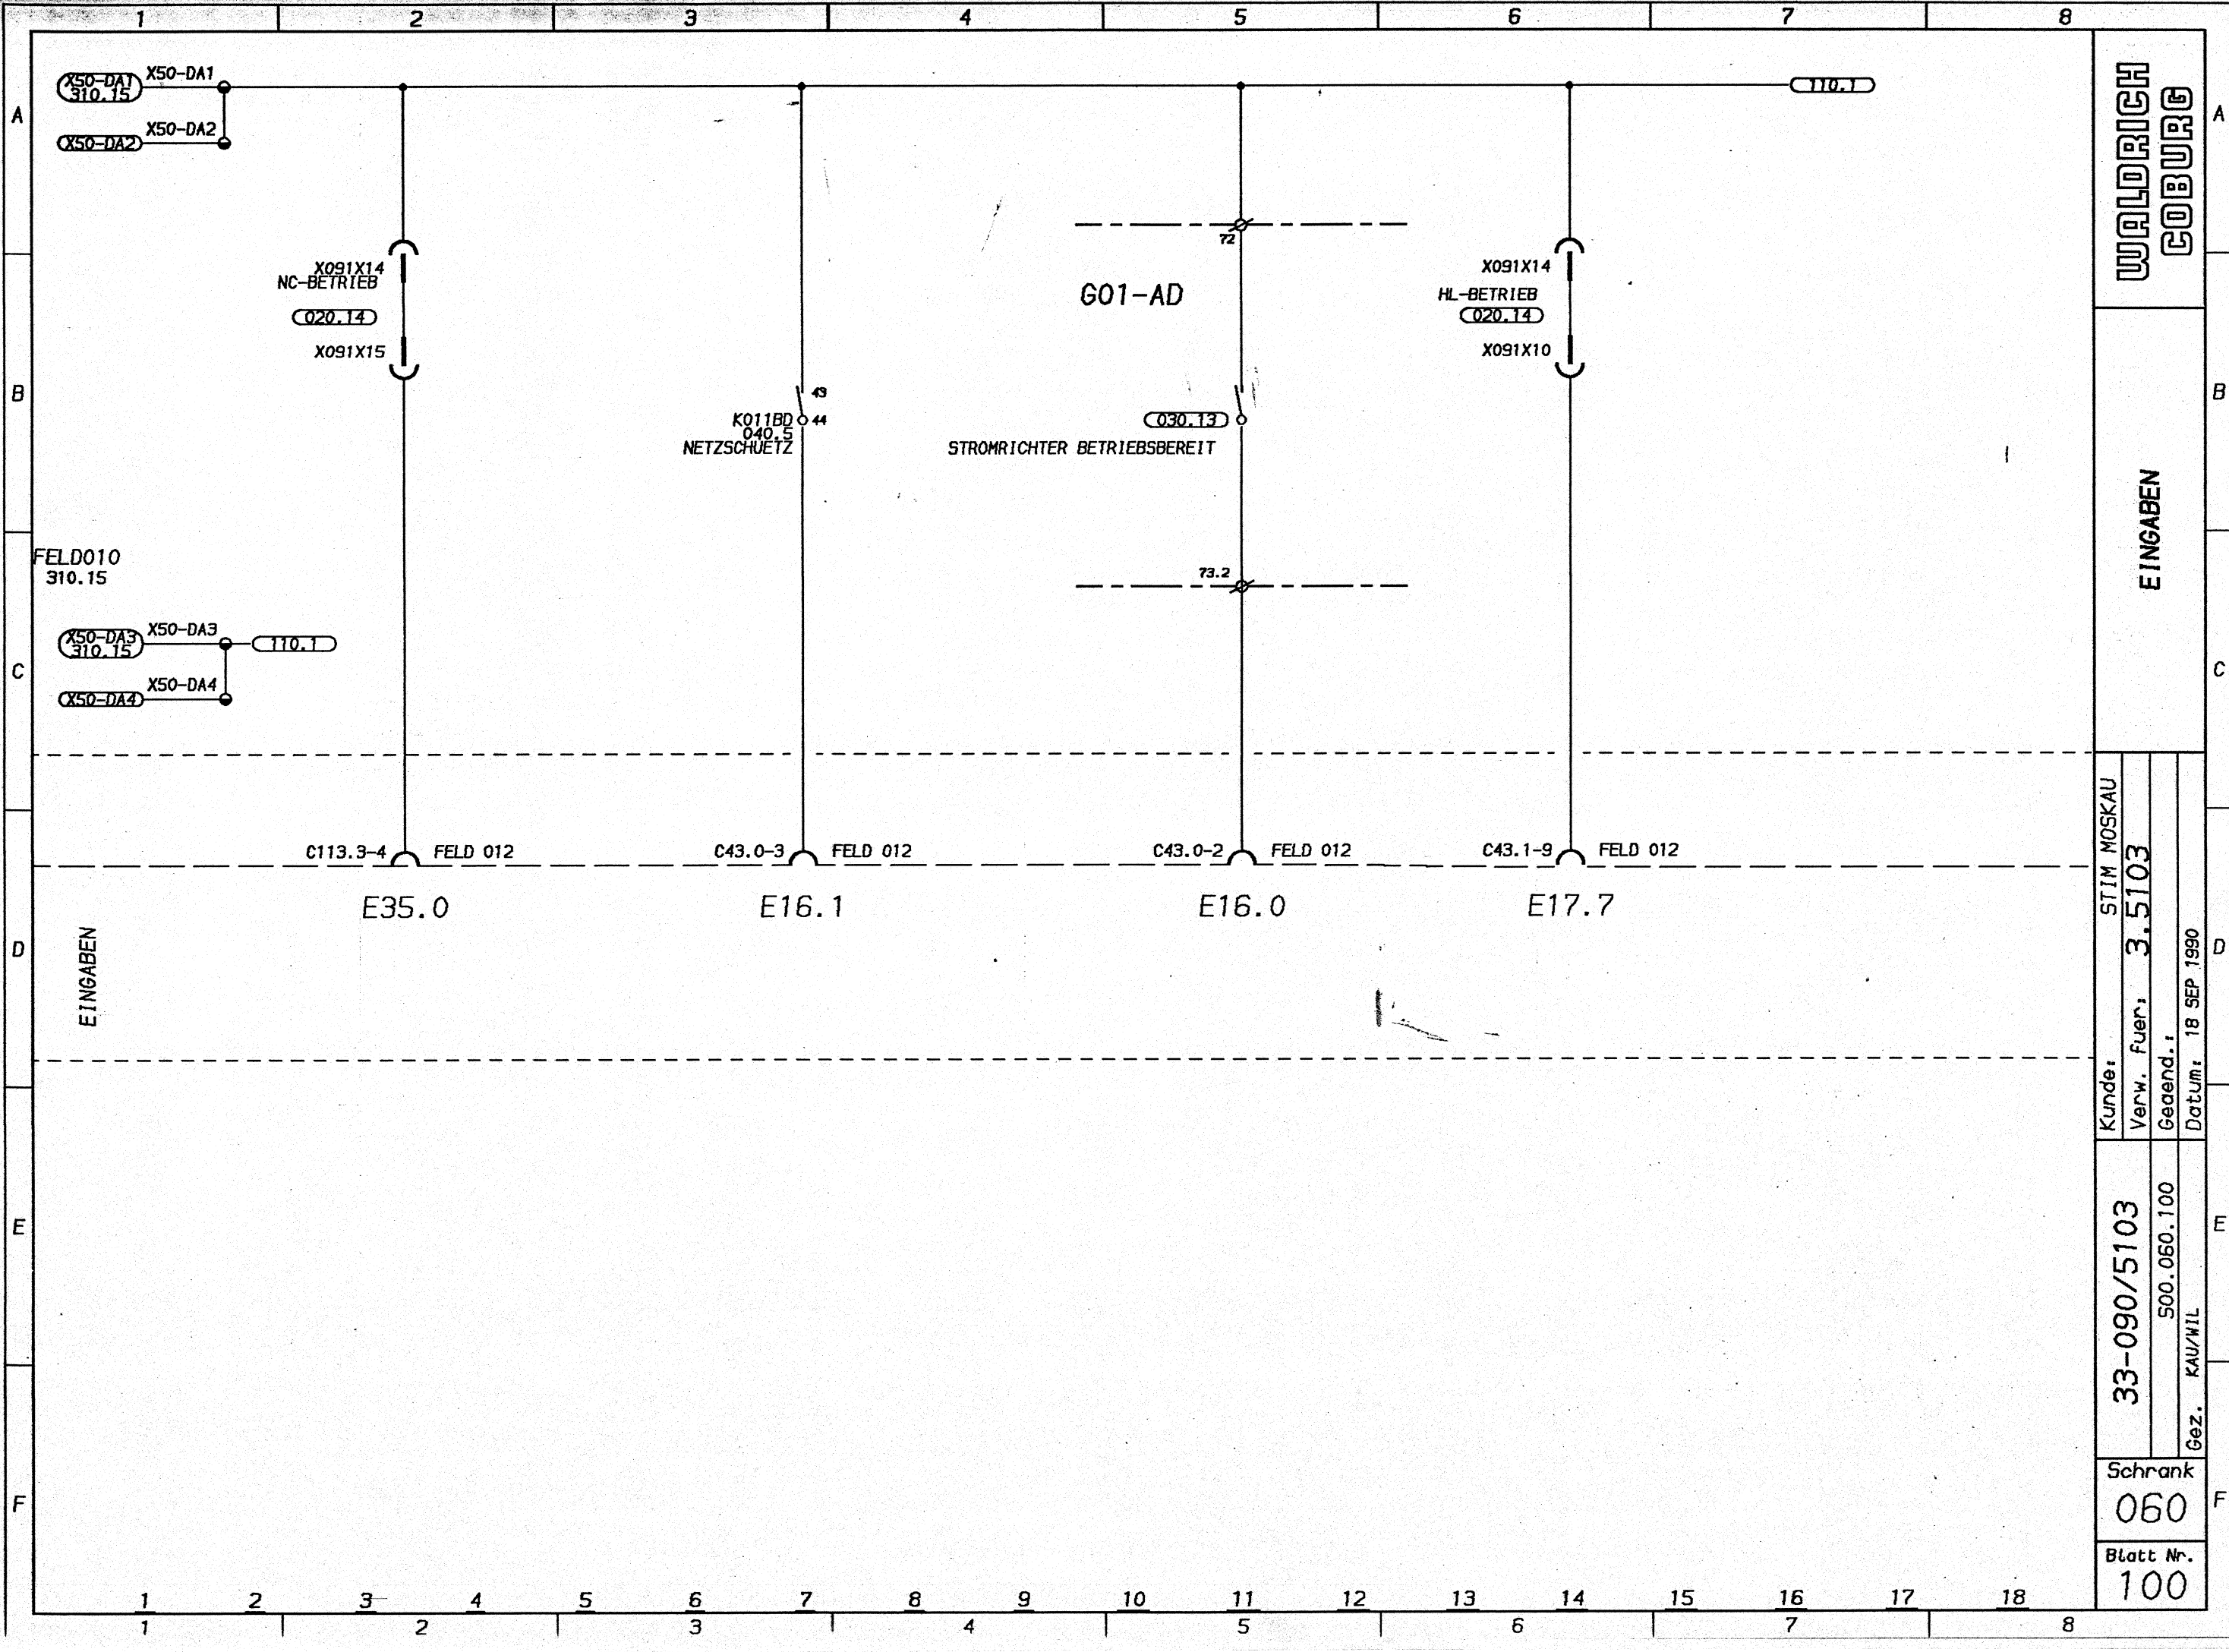 1 2 3 4 5 6 7 8
A
X50-DA1
310.15
X50-DA1
110.1
A
X50-DA2
X50-DA2
72
X091X14
NC-BETRIEB
020.14
X091X15
G01-AD
X091X14
HL-BETRIEB
020.14
X091X10
B
43
K011BD
44
040.5
NETZSCHUETZ
030.13
STROMRICHTER BETRIEBSBEREIT
B
FELD010
310.15
73.2
X50-DA3
310.15
X50-DA3
110.1
C
X50-DA4
X50-DA4
C
C113.3-4 FELD 012
C43.0-3 FELD 012
C43.0-2 FELD 012
C43.1-9 FELD 012
E35.0
E16.1
E16.0
E17.7
D
EINGABEN
D
E
E
F
F
1 2 3 4 5 6 7 8 9 10 11 12 13 14 15 16 17 18
1 2 3 4 5 6 7 8
WALDRICH
COBURG
EINGABEN
Kunde: STIM MOSKAU
Verw. fuer: 3.5103
Geaend.:
Datum: 18 SEP 1990
33-090/5103
S00.060.100
Gez. KAU/WIL
Schrank
060
Blatt Nr.
100